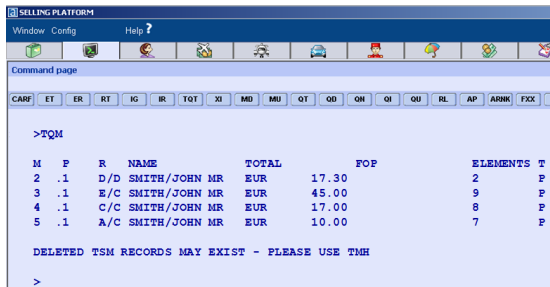 SELLING PLATFORM
Window Config Help ?
Command page
CARF ET ER RT IG IR TQT XI MD MU QT QD QN QI QU RL AP ARNK FXX
>TQM
M P R NAME TOTAL FOP ELEMENTS T
2 .1 D/D SMITH/JOHN MR EUR 17.30 2 P
3 .1 E/C SMITH/JOHN MR EUR 45.00 9 P
4 .1 C/C SMITH/JOHN MR EUR 17.00 8 P
5 .1 A/C SMITH/JOHN MR EUR 10.00 7 P
DELETED TSM RECORDS MAY EXIST - PLEASE USE TMH
>